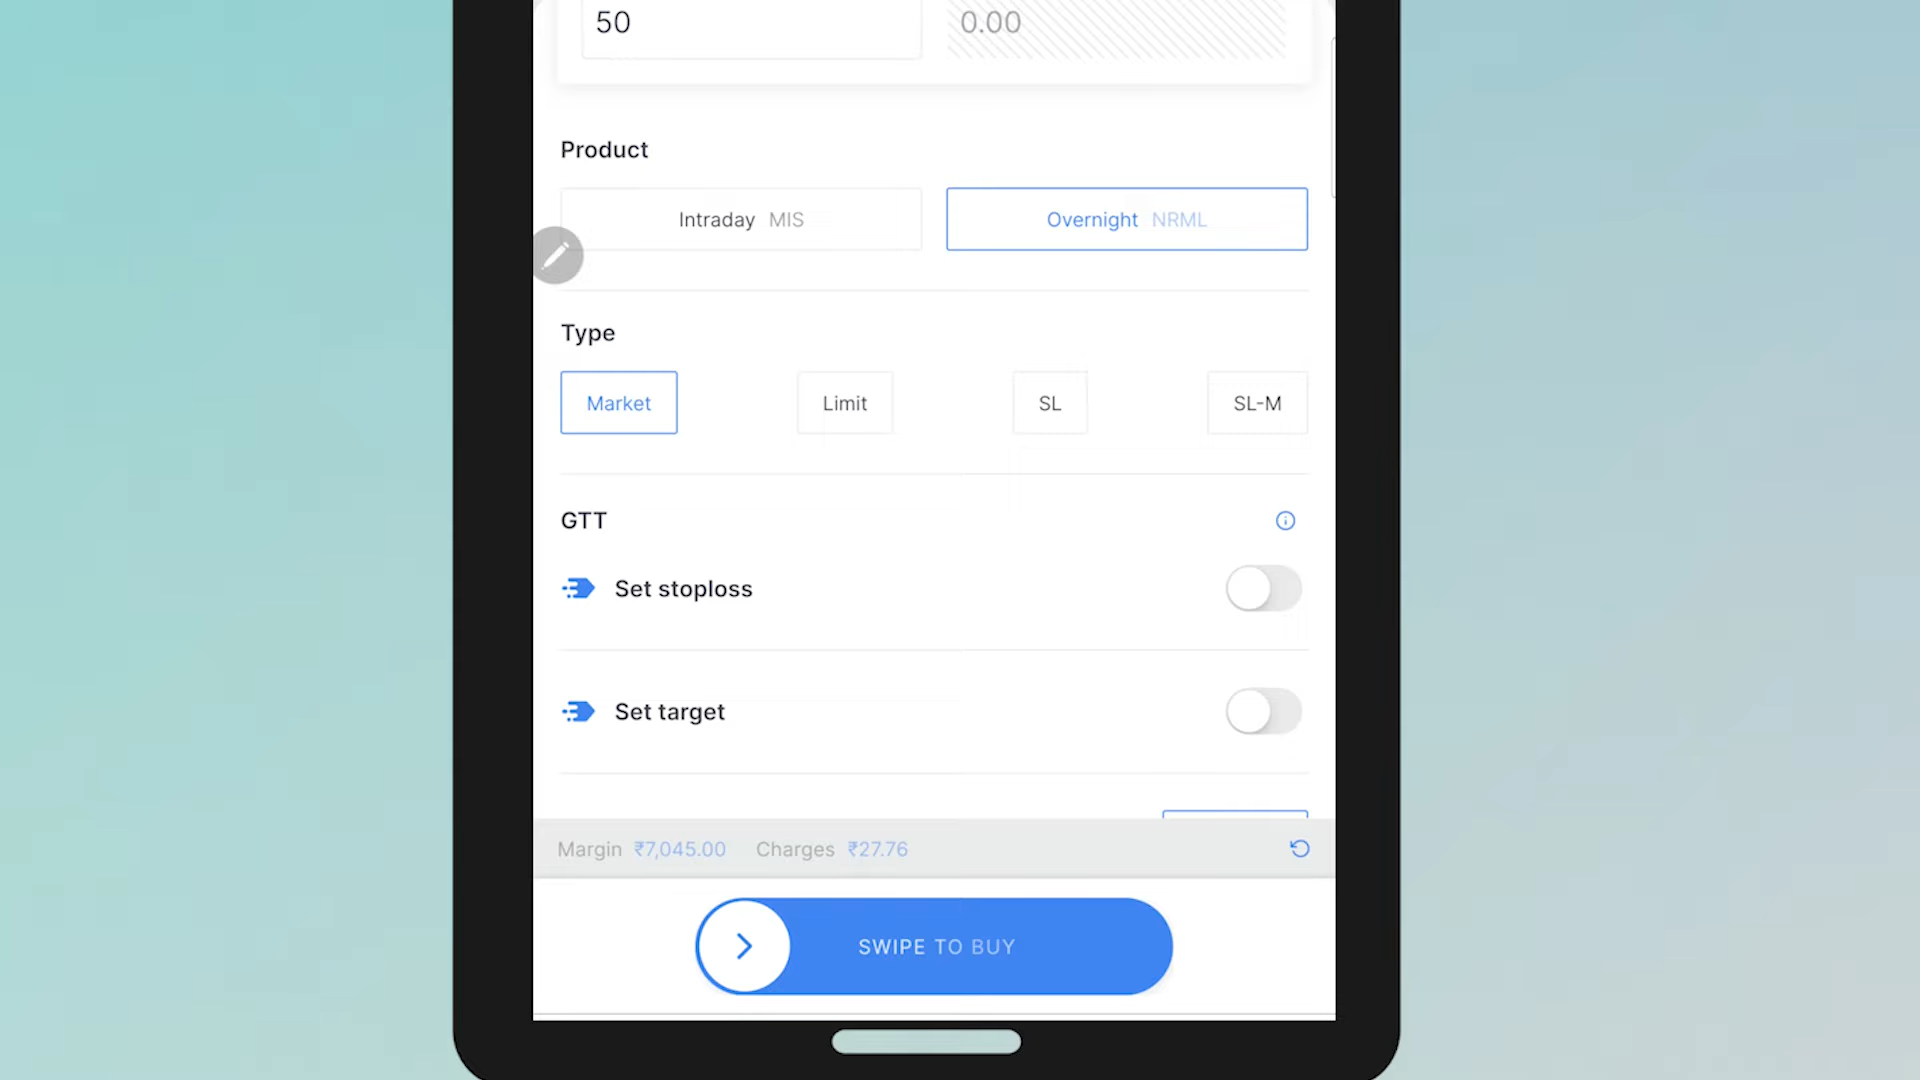 50 0.00
Product
Intraday MIS Overnight NRML
Type
Market Limit SL SL-M
GTT
Set stoploss
Set target
Margin ₹7,045.00 Charges ₹27.76
SWIPE TO BUY